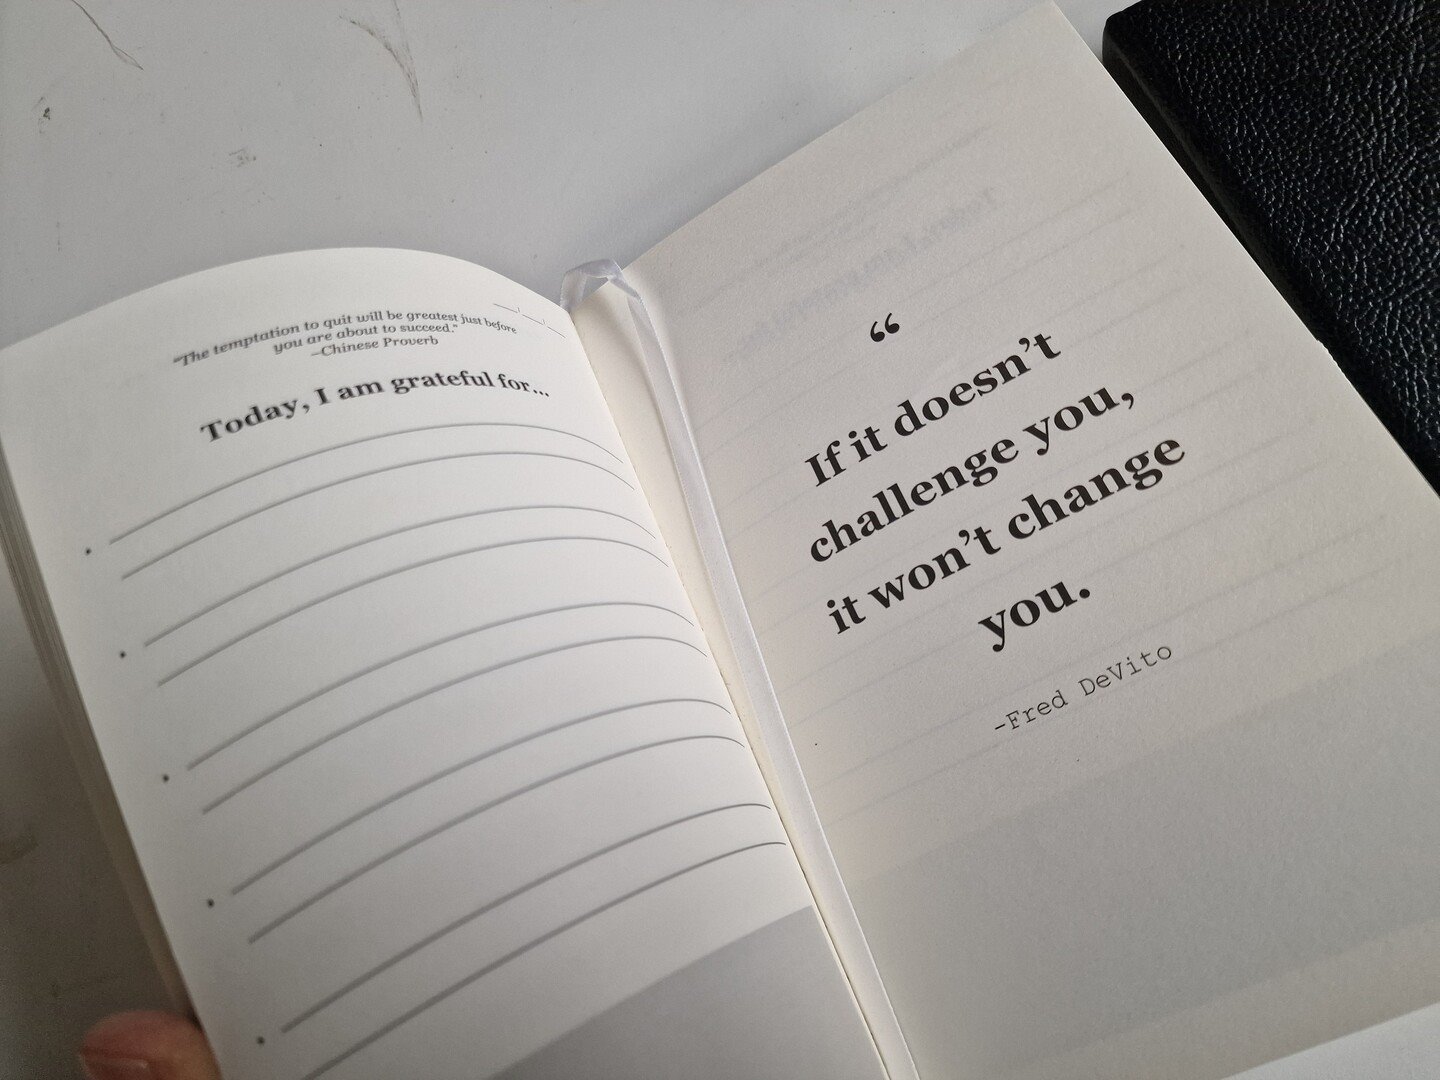 "The temptation to quit will be greatest just before
you are about to succeed."
–Chinese Proverb
Today, I am grateful for...
“
If it doesn’t
challenge you,
it won’t change
you.
-Fred DeVito